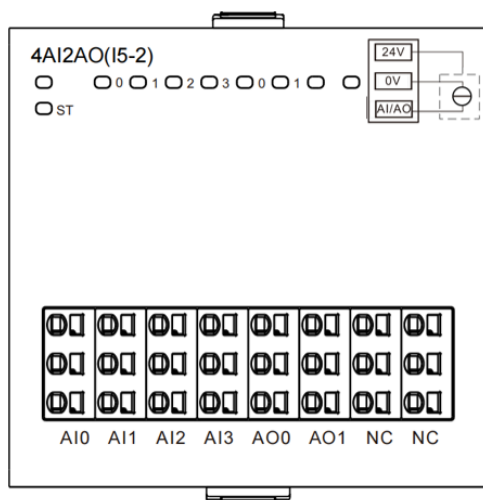 4AI2AO(I5-2)
0 1 2 3 0 1
ST
24V
0V
AI/AO
AI0 AI1 AI2 AI3 AO0 AO1 NC NC